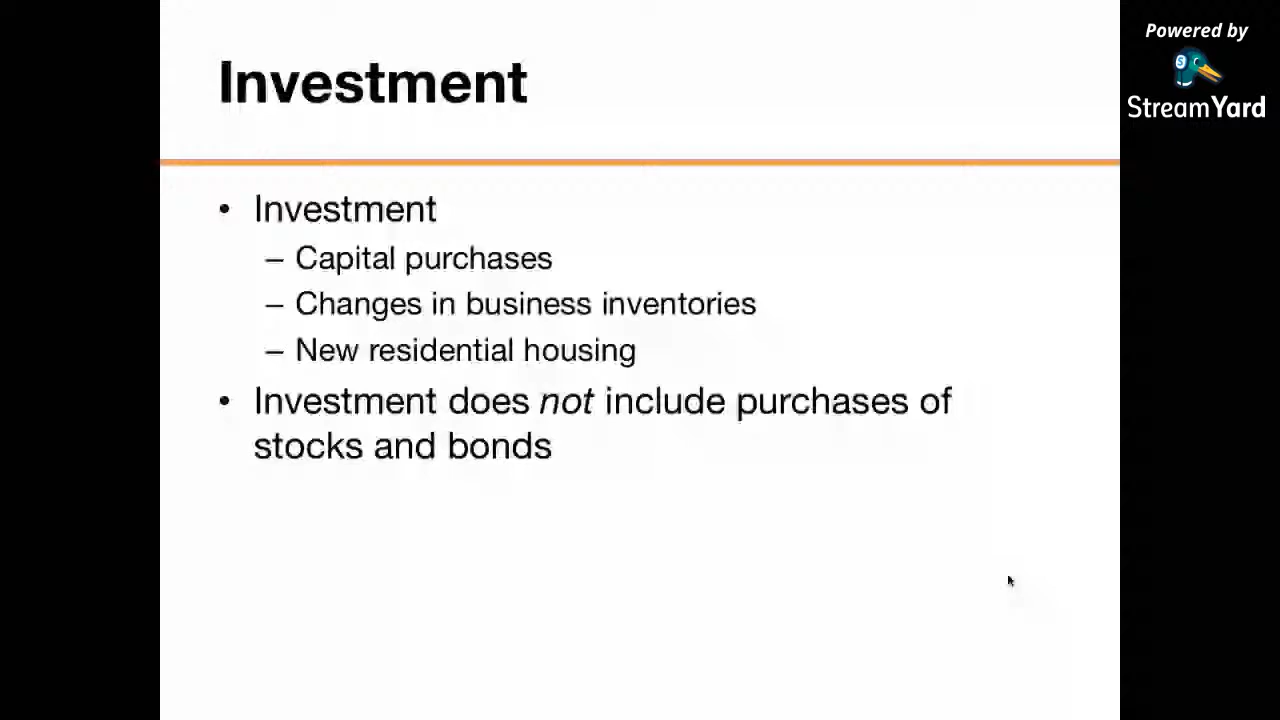 Investment
• Investment
– Capital purchases
– Changes in business inventories
– New residential housing
• Investment does not include purchases of
stocks and bonds
Powered by
S
StreamYard